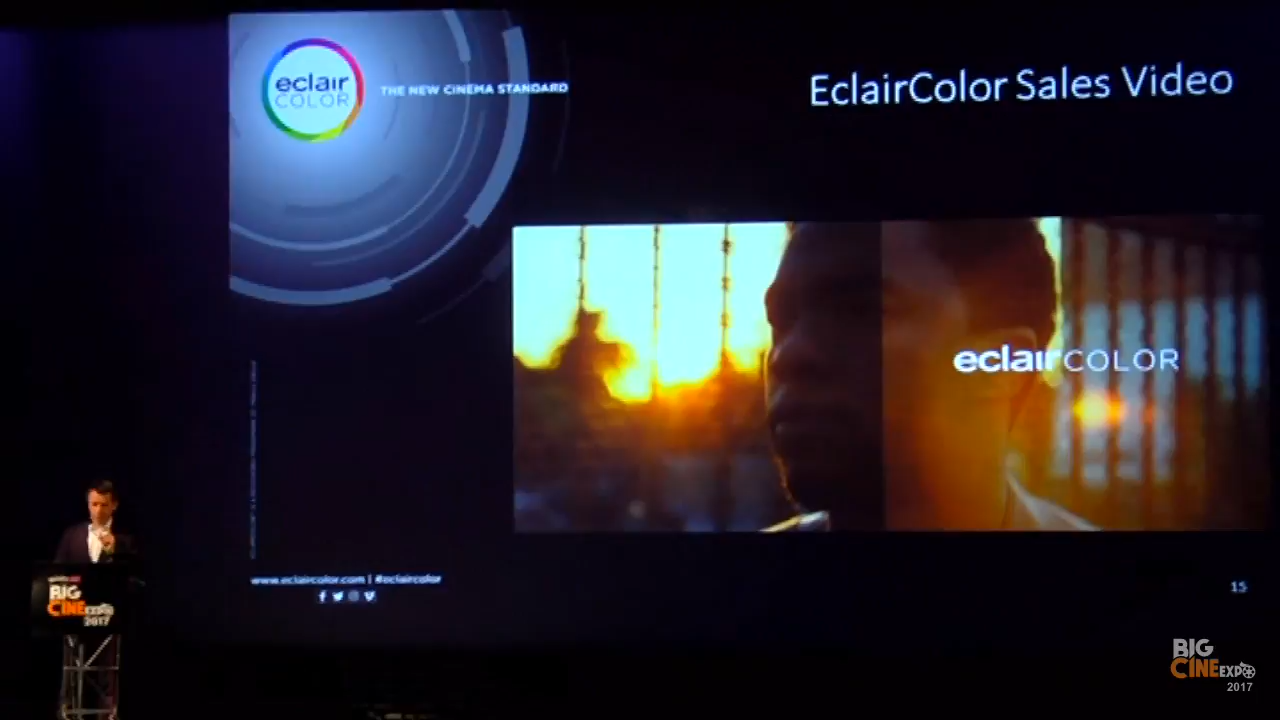 eclair
COLOR
THE NEW CINEMA STANDARD
EclairColor Sales Video
eclairCOLOR
www.eclaircolor.com | #eclaircolor
15
BIG
CINE EXPO
2017
BIG
CINE EXPO
2017